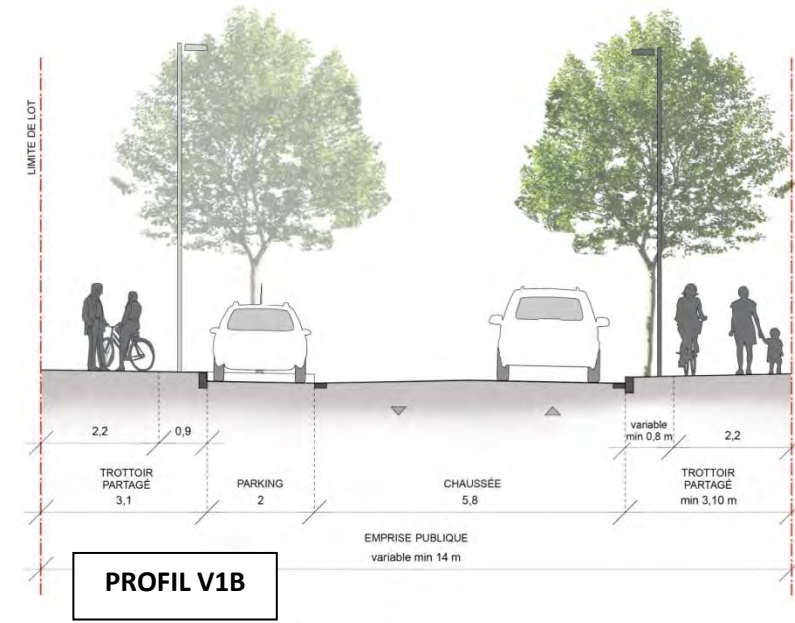 LIMITE DE LOT
2,2
0,9
variable
min 0,8 m
2,2
TROTTOIR
PARTAGÉ
3,1
PARKING
2
CHAUSSÉE
5,8
TROTTOIR
PARTAGÉ
min 3,10 m
EMPRISE PUBLIQUE
variable min 14 m
PROFIL V1B